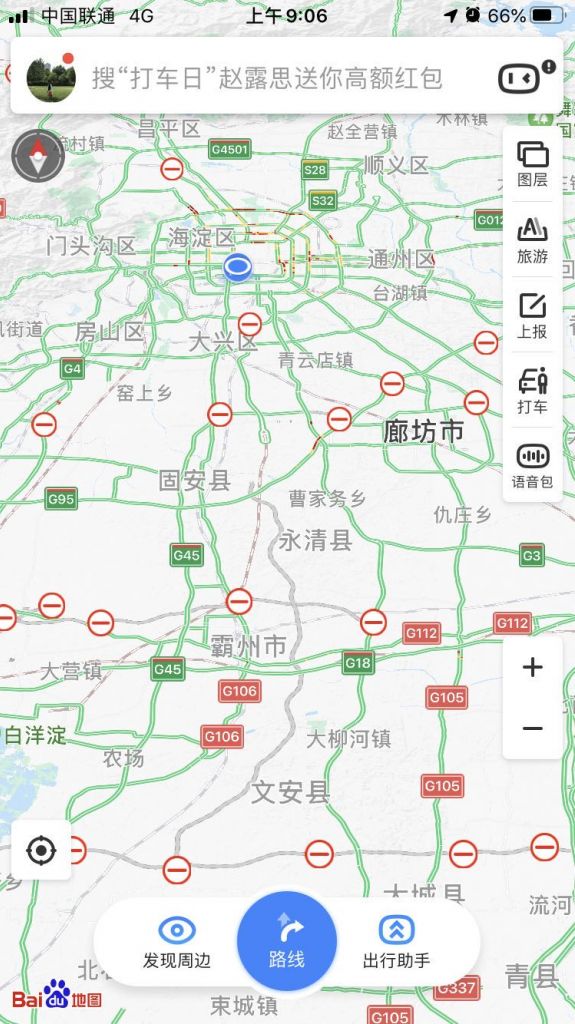 中国联通 4G
上午9:06
66%
搜“打车日”赵露思送你高额红包
昌平区
赵全营镇
木林镇
G4501
S28
顺义区
图层
S32
G012
门头沟区
海淀区
通州区
旅游
台湖镇
街道
房山区
大兴区
上报
青云店镇
G4
窑上乡
打车
廊坊市
语音包
固安县
G95
曹家务乡
仇庄乡
永清县
G45
G3
G112
G112
霸州市
G18
大营镇
G45
G106
G105
白洋淀
G106
大柳河镇
农场
G105
文安县
大城县
流河
发现周边
路线
出行助手
青县
G337
Bai du 地图
束城镇
G105